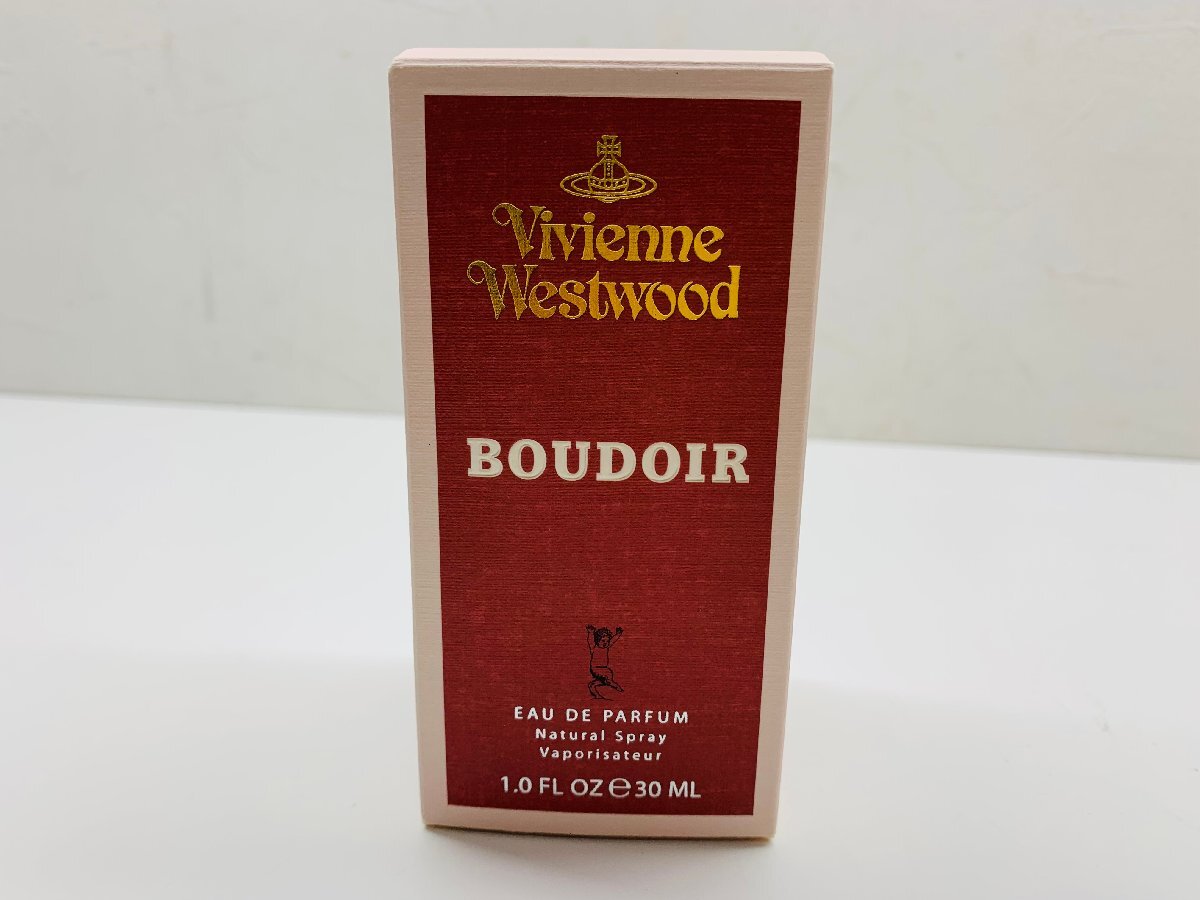 Vivienne
Westwood
BOUDOIR
EAU DE PARFUM
Natural Spray
Vaporisateur
1.0 FL OZ ℮ 30 ML